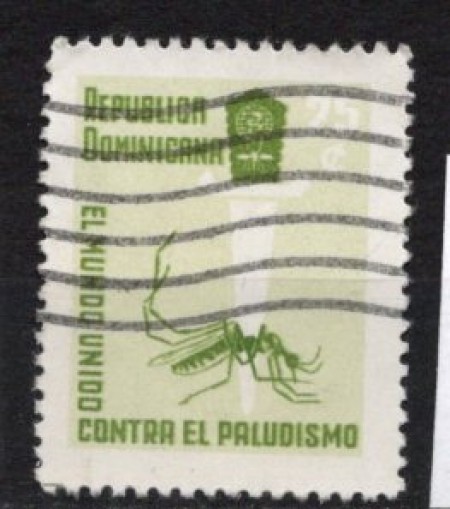 REPUBLICA
DOMINICANA
25
¢
EL MUNDO UNIDO
CONTRA EL PALUDISMO